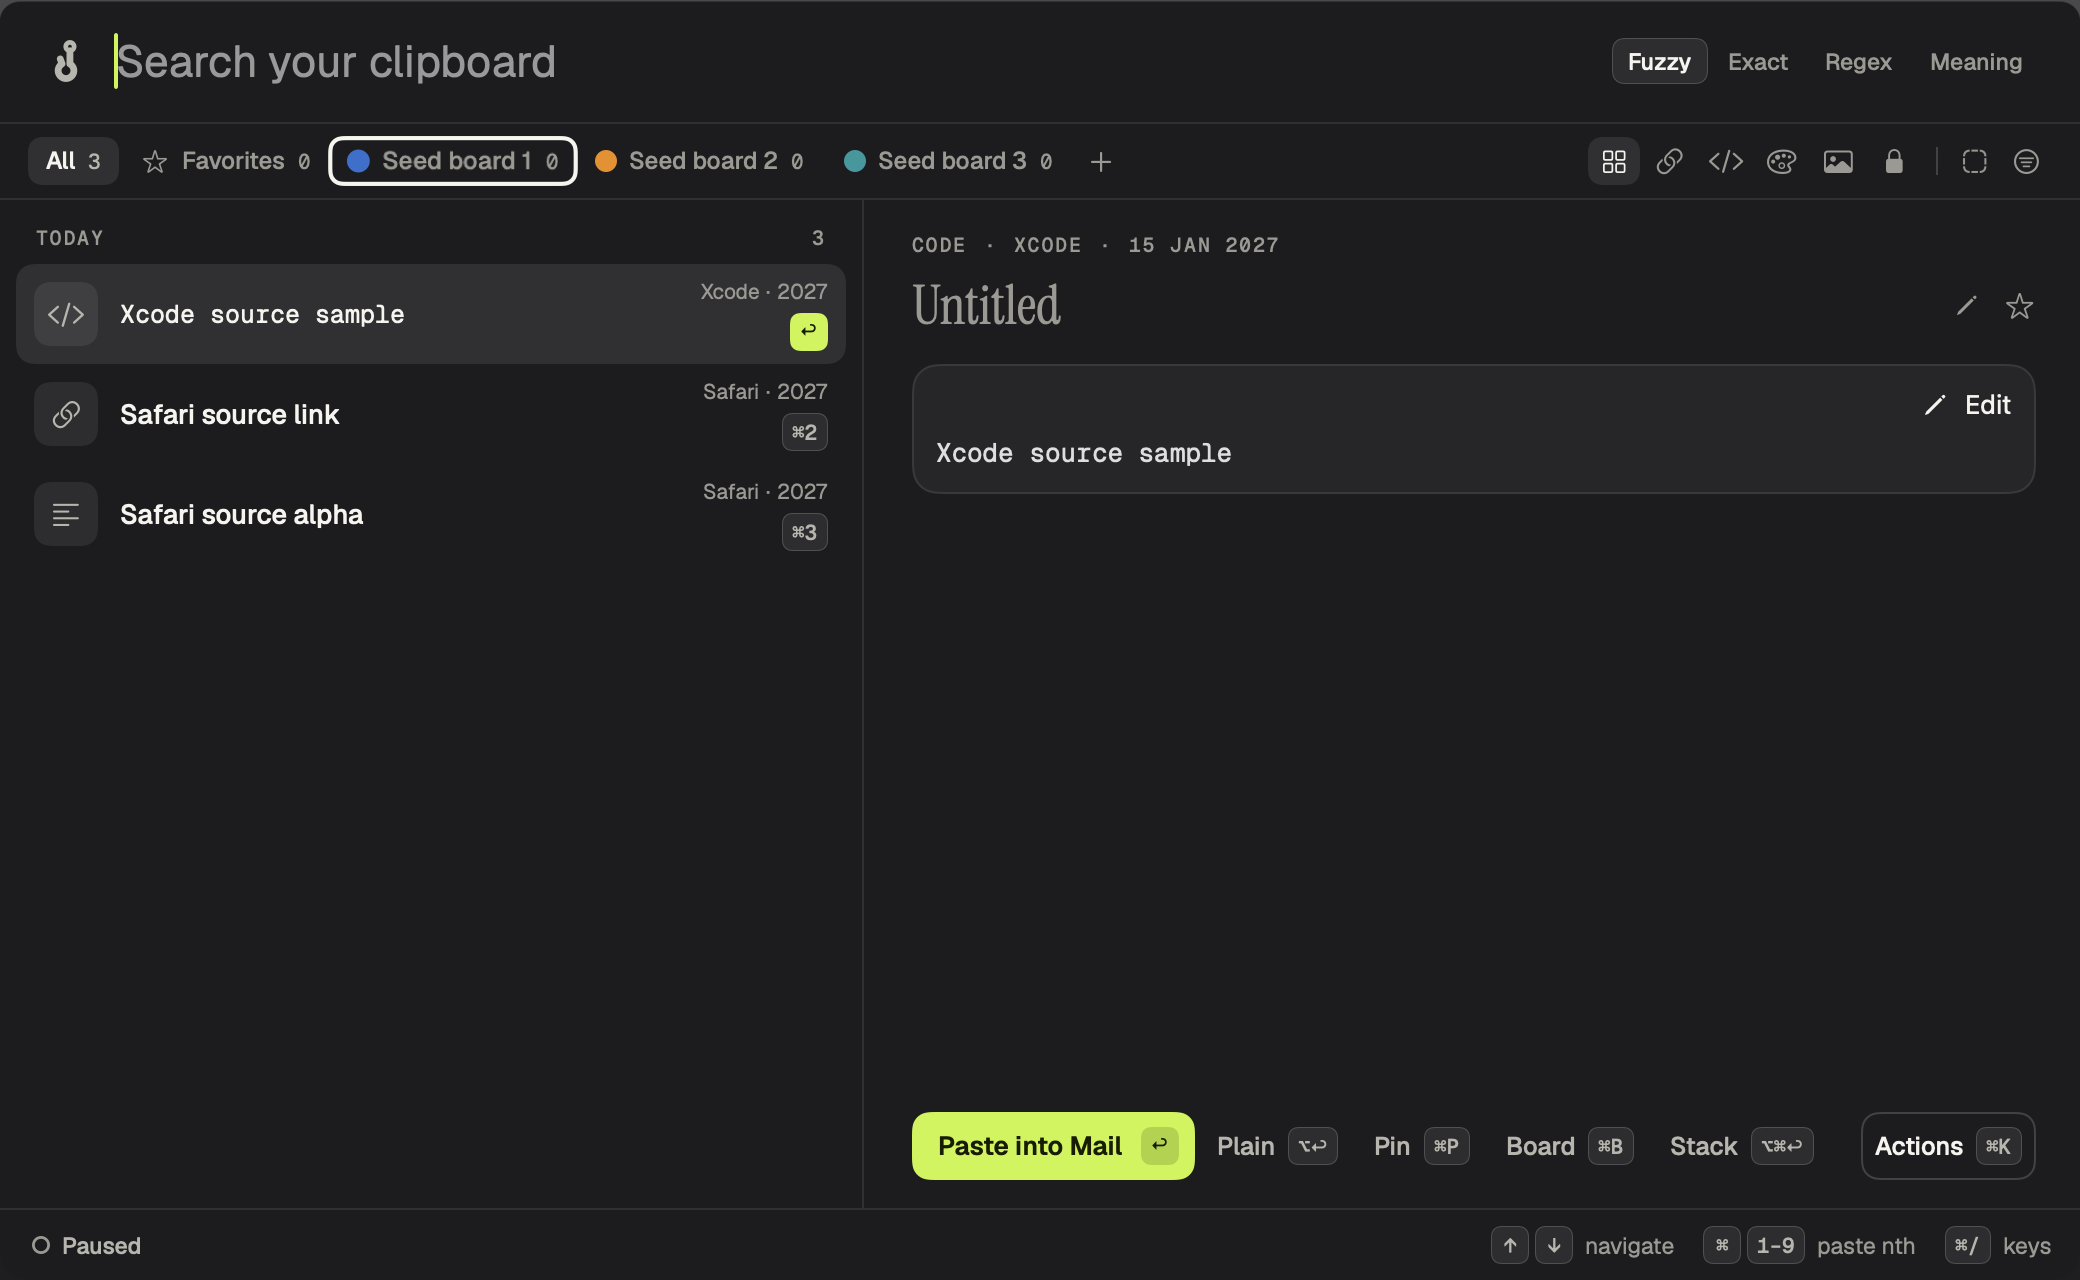 Search your clipboard
Fuzzy Exact Regex Meaning
All 3 Favorites 0 Seed board 1 0 Seed board 2 0 Seed board 3 0
TODAY 3
Xcode source sample
Xcode · 2027
Safari source link
Safari · 2027
⌘2
Safari source alpha
Safari · 2027
⌘3
CODE · XCODE · 15 JAN 2027
Untitled
Edit
Xcode source sample
Paste into Mail ↩ Plain ⌥↩ Pin ⌘P Board ⌘B Stack ⌥⌘↩ Actions ⌘K
Paused
↑ ↓ navigate ⌘ 1–9 paste nth ⌘/ keys